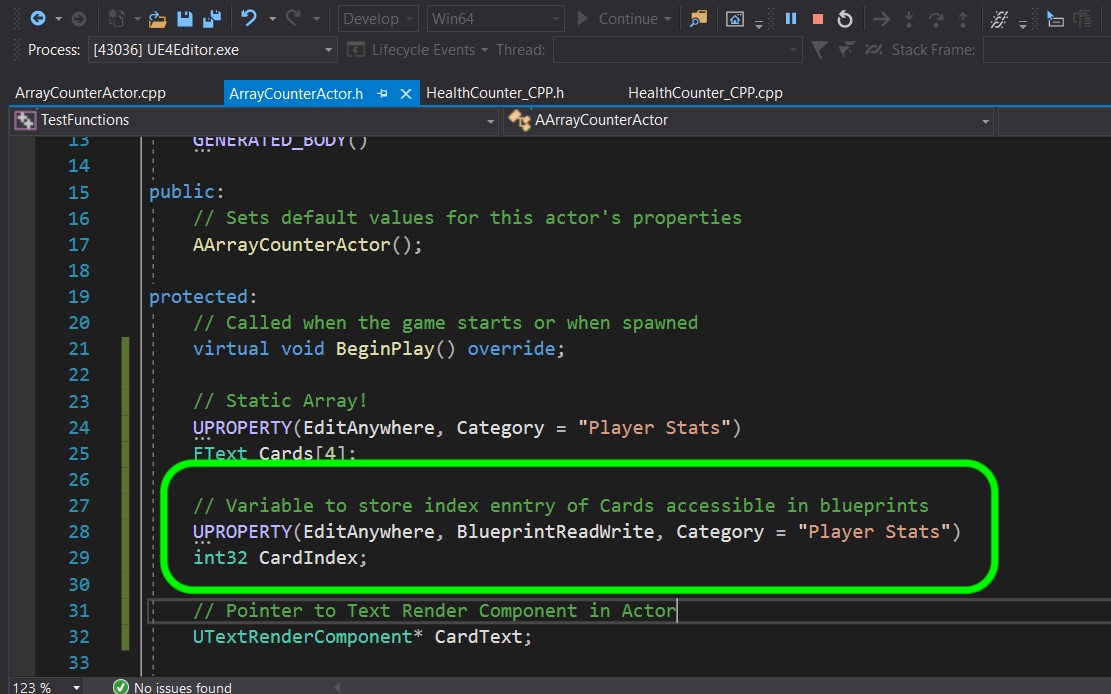 Develop Win64 Continue
Process: [43036] UE4Editor.exe Lifecycle Events Thread: Stack Frame:
ArrayCounterActor.cpp ArrayCounterActor.h HealthCounter_CPP.h HealthCounter_CPP.cpp
TestFunctions AArrayCounterActor
13 GENERATED_BODY()
14
15 public:
16 // Sets default values for this actor's properties
17 AArrayCounterActor();
18
19 protected:
20 // Called when the game starts or when spawned
21 virtual void BeginPlay() override;
22
23 // Static Array!
24 UPROPERTY(EditAnywhere, Category = "Player Stats")
25 FText Cards[4];
26
27 // Variable to store index enntry of Cards accessible in blueprints
28 UPROPERTY(EditAnywhere, BlueprintReadWrite, Category = "Player Stats")
29 int32 CardIndex;
30
31 // Pointer to Text Render Component in Actor
32 UTextRenderComponent* CardText;
33
123 % No issues found